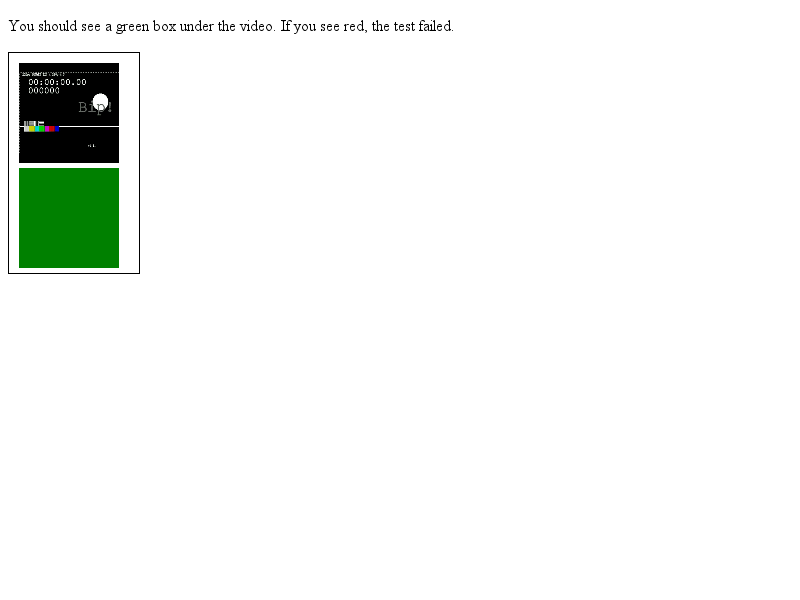 You should see a green box under the video. If you see red, the test failed.
00:00:00.00
000000
Bip!